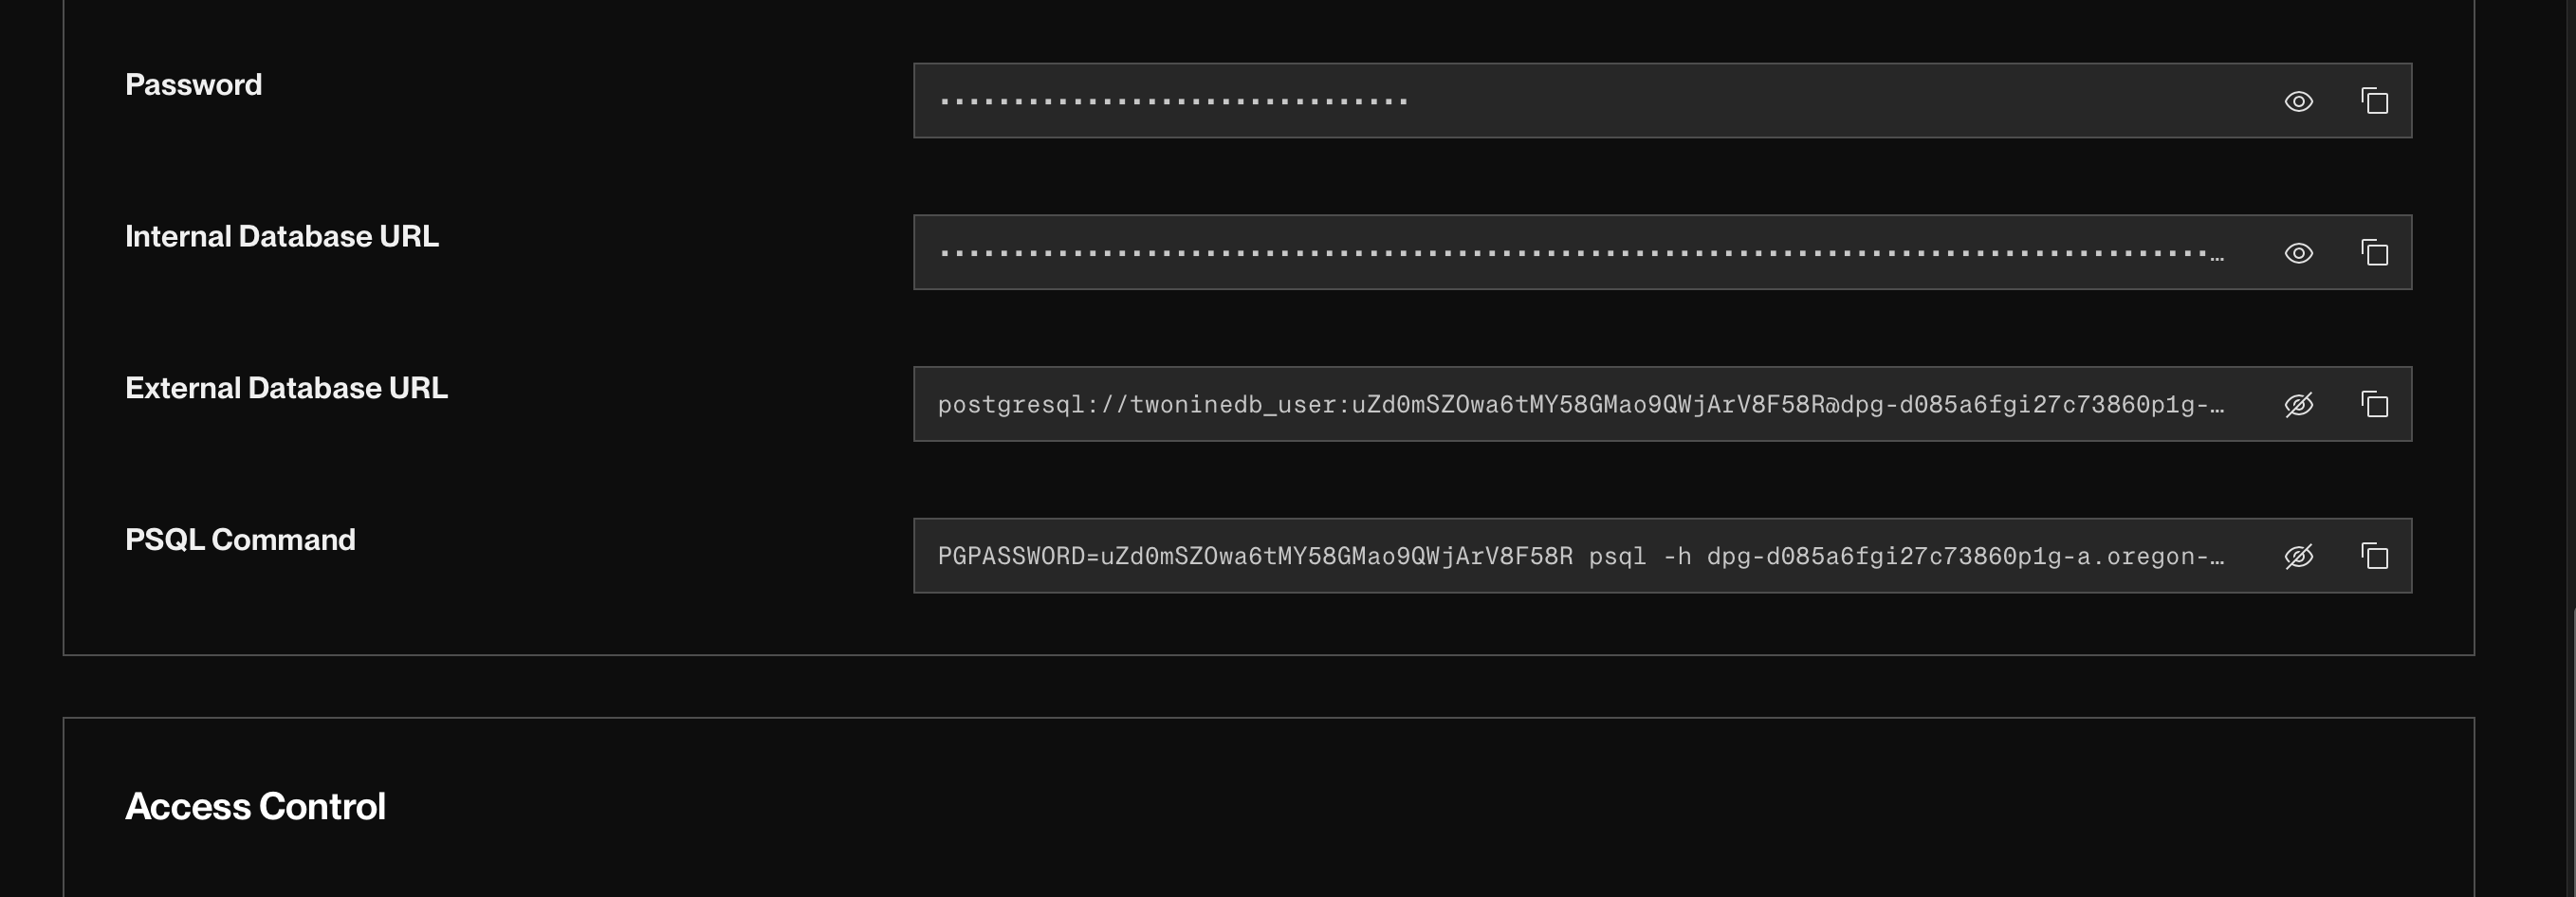 Password
Internal Database URL
External Database URL
postgresql://twoninedb_user:uZd0mSZOwa6tMY58GMao9QWjArV8F58R@dpg-d085a6fgi27c73860p1g-…
PSQL Command
PGPASSWORD=uZd0mSZOwa6tMY58GMao9QWjArV8F58R psql -h dpg-d085a6fgi27c73860p1g-a.oregon-…
Access Control